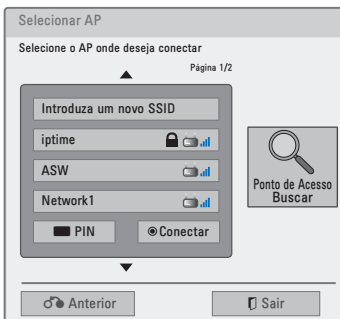 Selecionar AP
Selecione o AP onde deseja conectar
Página 1/2
Introduza um novo SSID
iptime
ASW
Network1
PIN
Conectar
Ponto de Acesso
Buscar
Anterior
Sair